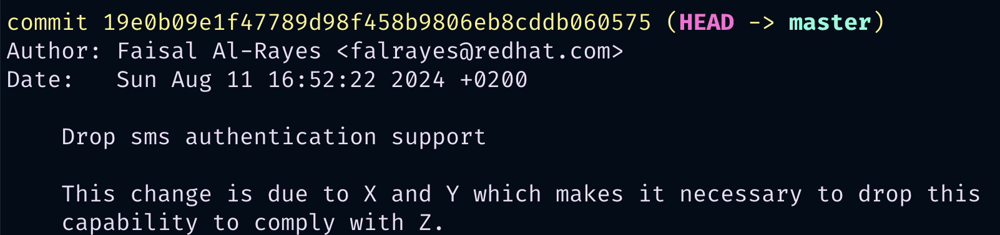 commit 19e0b09e1f47789d98f458b9806eb8cddb060575 (HEAD -> master)
Author: Faisal Al-Rayes <falrayes@redhat.com>
Date:   Sun Aug 11 16:52:22 2024 +0200
Drop sms authentication support
This change is due to X and Y which makes it necessary to drop this
capability to comply with Z.